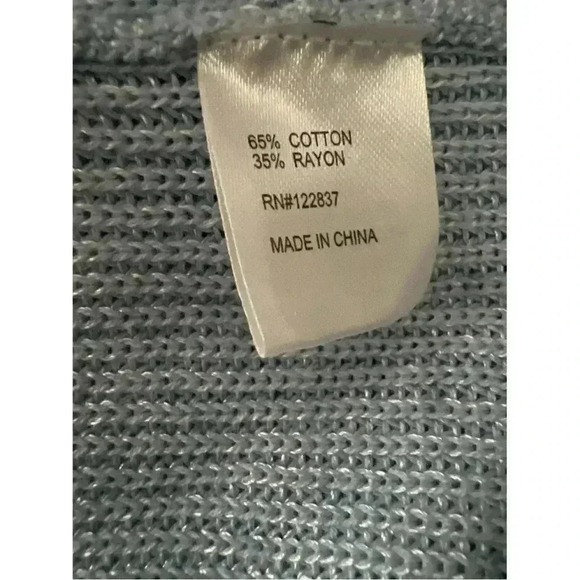 65% COTTON
35% RAYON
RN#122837
MADE IN CHINA